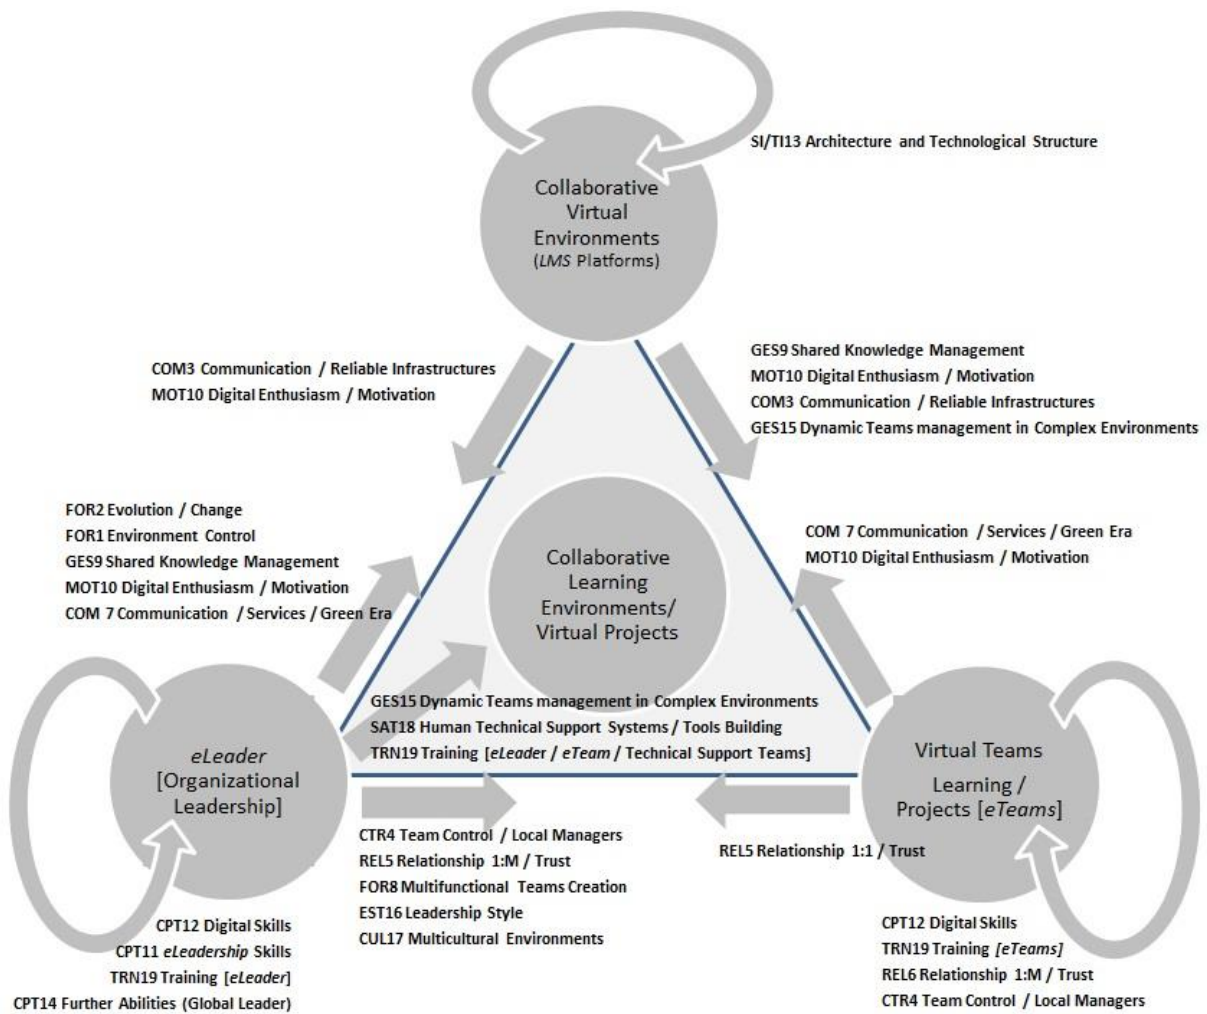 SI/TI13 Architecture and Technological Structure
Collaborative
Virtual
Environments
(LMS Platforms)
COM3 Communication / Reliable Infrastructures
MOT10 Digital Enthusiasm / Motivation
GES9 Shared Knowledge Management
MOT10 Digital Enthusiasm / Motivation
COM3 Communication / Reliable Infrastructures
GES15 Dynamic Teams management in Complex Environments
FOR2 Evolution / Change
FOR1 Environment Control
GES9 Shared Knowledge Management
MOT10 Digital Enthusiasm / Motivation
COM 7 Communication / Services / Green Era
COM 7 Communication / Services / Green Era
MOT10 Digital Enthusiasm / Motivation
Collaborative
Learning
Environments/
Virtual Projects
GES15 Dynamic Teams management in Complex Environments
SAT18 Human Technical Support Systems / Tools Building
TRN19 Training [eLeader / eTeam / Technical Support Teams]
eLeader
[Organizational
Leadership]
Virtual Teams
Learning /
Projects [eTeams]
CTR4 Team Control / Local Managers
REL5 Relationship 1:M / Trust
FOR8 Multifunctional Teams Creation
EST16 Leadership Style
CUL17 Multicultural Environments
REL5 Relationship 1:1 / Trust
CPT12 Digital Skills
CPT11 eLeadership Skills
TRN19 Training [eLeader]
CPT14 Further Abilities (Global Leader)
CPT12 Digital Skills
TRN19 Training [eTeams]
REL6 Relationship 1:M / Trust
CTR4 Team Control / Local Managers